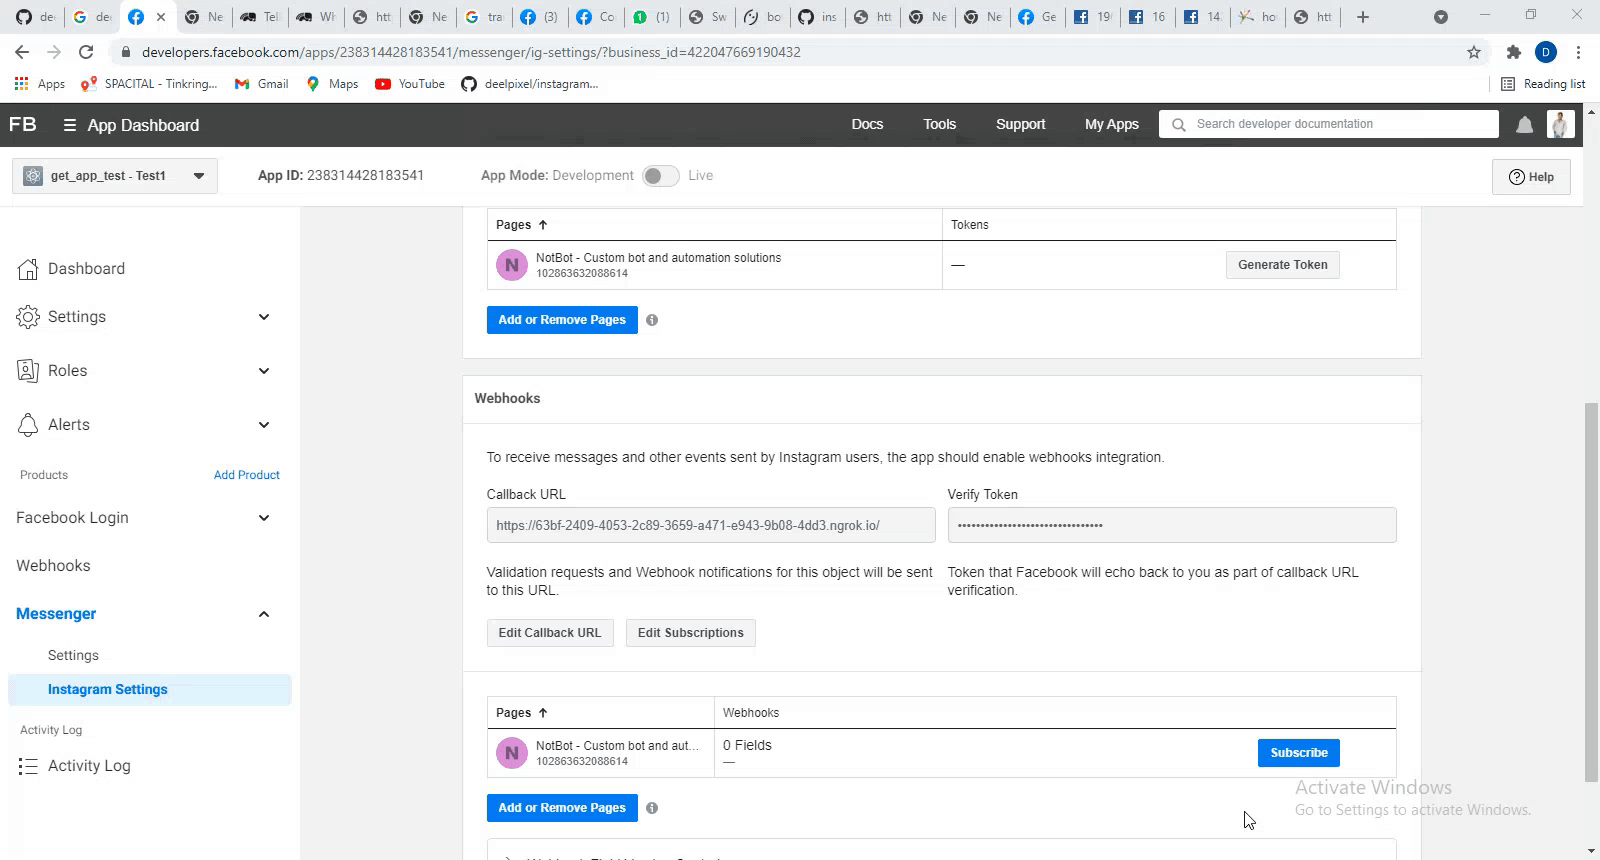 de
de
Ne
Tel
Wh
htt
Ne
tra
(3)
Co
(1)
Sw
bo
ins
htt
Ne
Ne
Ge
19
16
14
ho
htt
developers.facebook.com/apps/238314428183541/messenger/ig-settings/?business_id=422047669190432
D
Apps
SPACITAL - Tinkring...
Gmail
Maps
YouTube
deelpixel/instagram...
Reading list
FB
App Dashboard
Docs
Tools
Support
My Apps
Search developer documentation
get_app_test - Test1
App ID: 238314428183541
App Mode: Development
Live
Help
Dashboard
Settings
Roles
Alerts
Products
Add Product
Facebook Login
Webhooks
Messenger
Settings
Instagram Settings
Activity Log
Activity Log
Pages
Tokens
N
NotBot - Custom bot and automation solutions
102863632088614
—
Generate Token
Add or Remove Pages
Webhooks
To receive messages and other events sent by Instagram users, the app should enable webhooks integration.
Callback URL
Verify Token
https://63bf-2409-4053-2c89-3659-a471-e943-9b08-4dd3.ngrok.io/
••••••••••••••••••••••••••••••••
Validation requests and Webhook notifications for this object will be sent
to this URL.
Token that Facebook will echo back to you as part of callback URL
verification.
Edit Callback URL
Edit Subscriptions
Pages
Webhooks
N
NotBot - Custom bot and aut...
102863632088614
0 Fields
—
Subscribe
Add or Remove Pages
Activate Windows
Go to Settings to activate Windows.